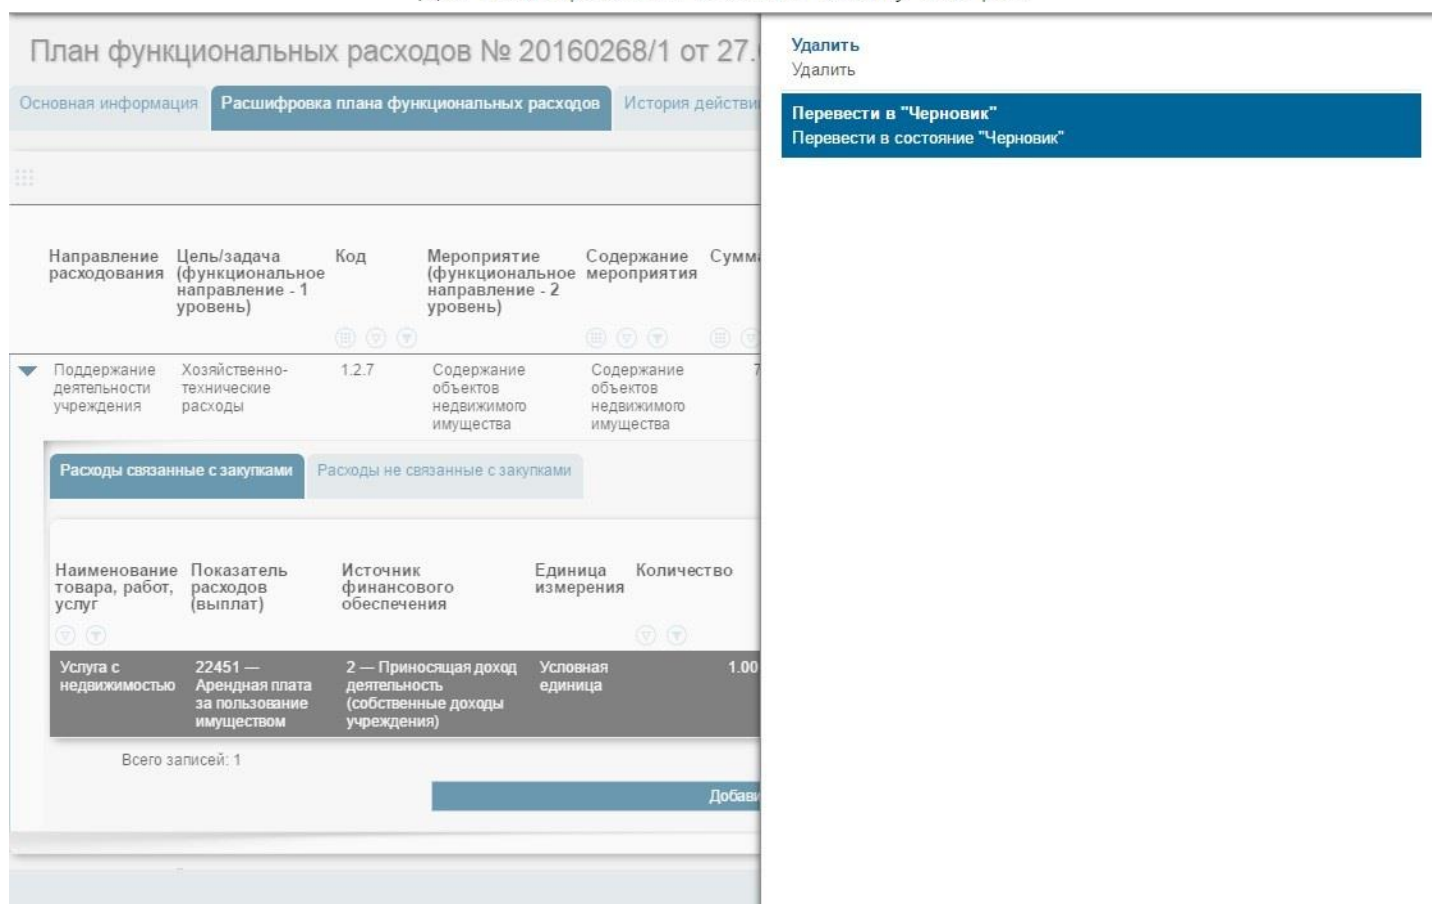 План функциональных расходов № 20160268/1 от 27.
Основная информация
Расшифровка плана функциональных расходов
История действи
Направление расходования
Цель/задача (функциональное направление - 1 уровень)
Код
Мероприятие (функциональное направление - 2 уровень)
Содержание мероприятия
Сумма
Поддержание деятельности учреждения
Хозяйственно-технические расходы
1.2.7
Содержание объектов недвижимого имущества
Содержание объектов недвижимого имущества
7
Расходы связанные с закупками
Расходы не связанные с закупками
Наименование товара, работ, услуг
Показатель расходов (выплат)
Источник финансового обеспечения
Единица измерения
Количество
Услуга с недвижимостью
22451 — Арендная плата за пользование имуществом
2 — Приносящая доход деятельность (собственные доходы учреждения)
Условная единица
1.00
Всего записей: 1
Добави
Удалить
Удалить
Перевести в "Черновик"
Перевести в состояние "Черновик"